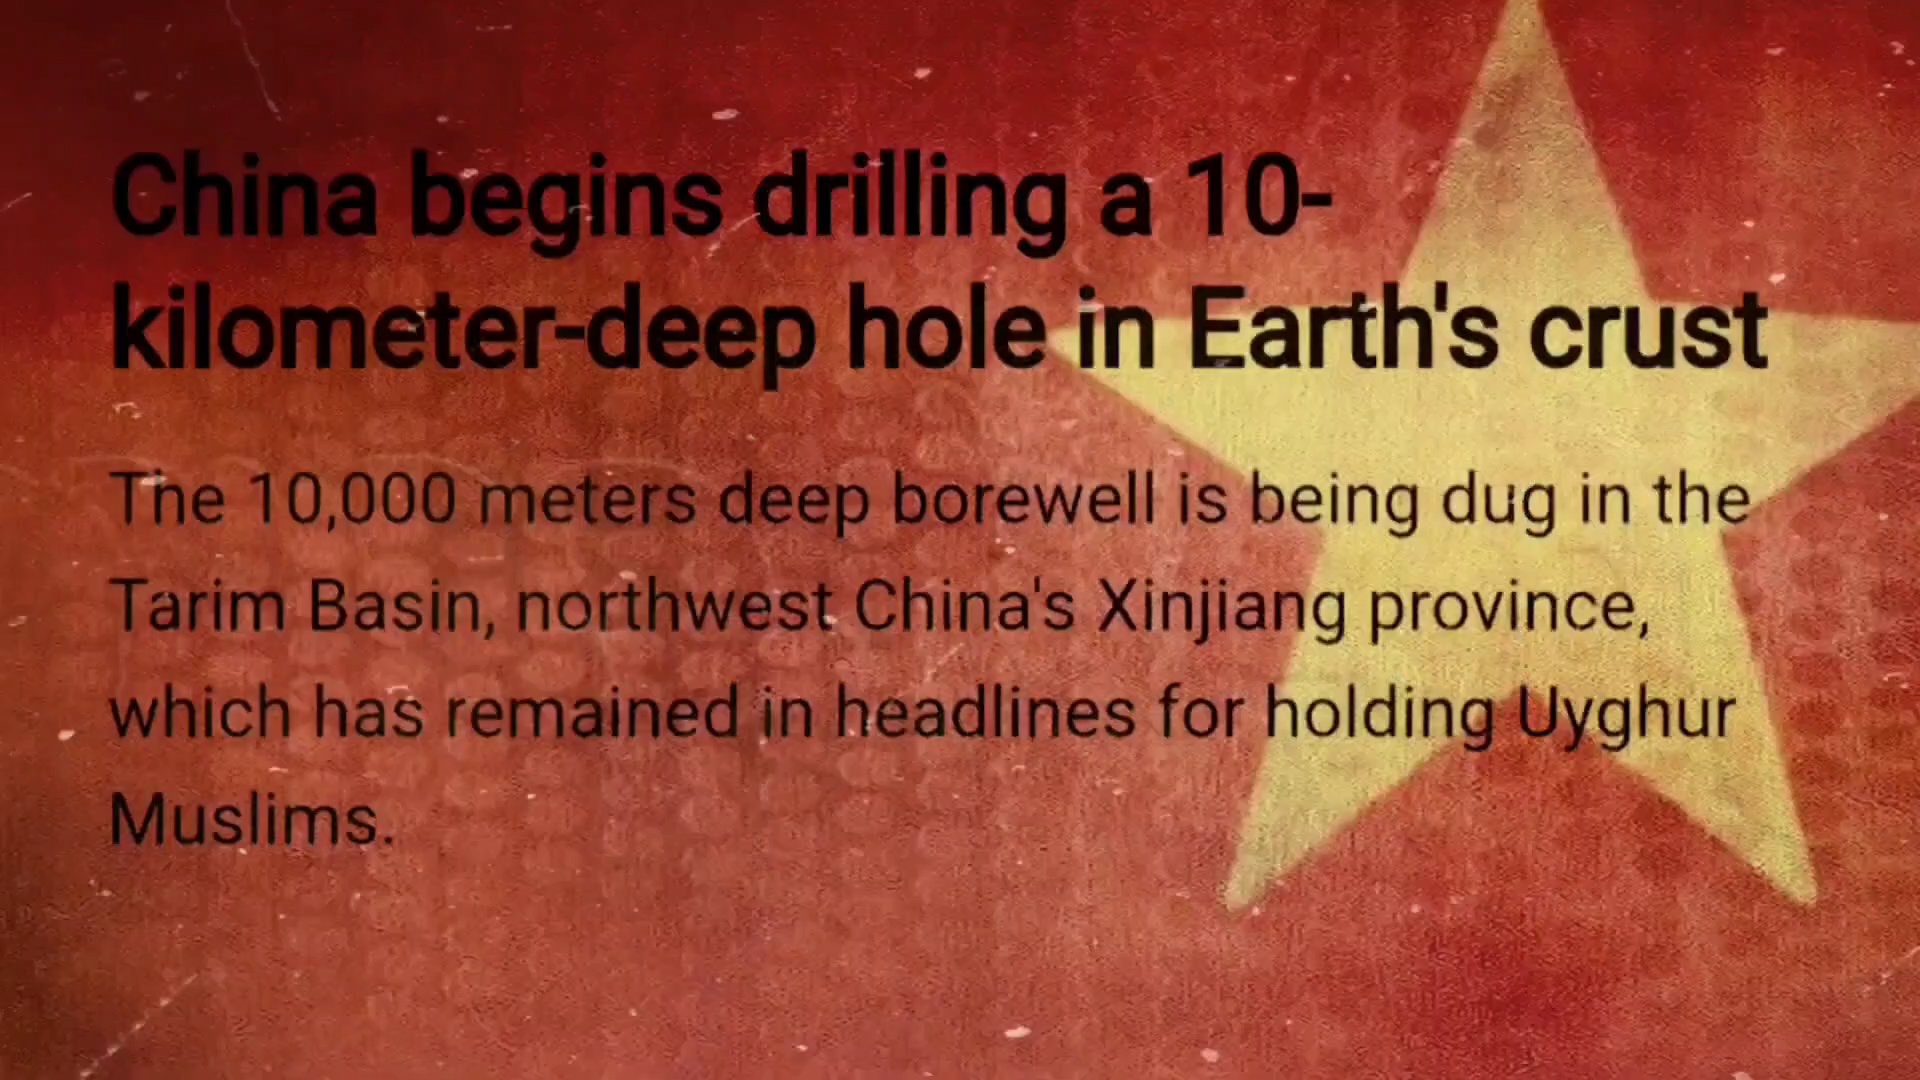 China begins drilling a 10-
kilometer-deep hole in Earth's crust
The 10,000 meters deep borewell is being dug in the
Tarim Basin, northwest China's Xinjiang province,
which has remained in headlines for holding Uyghur
Muslims.